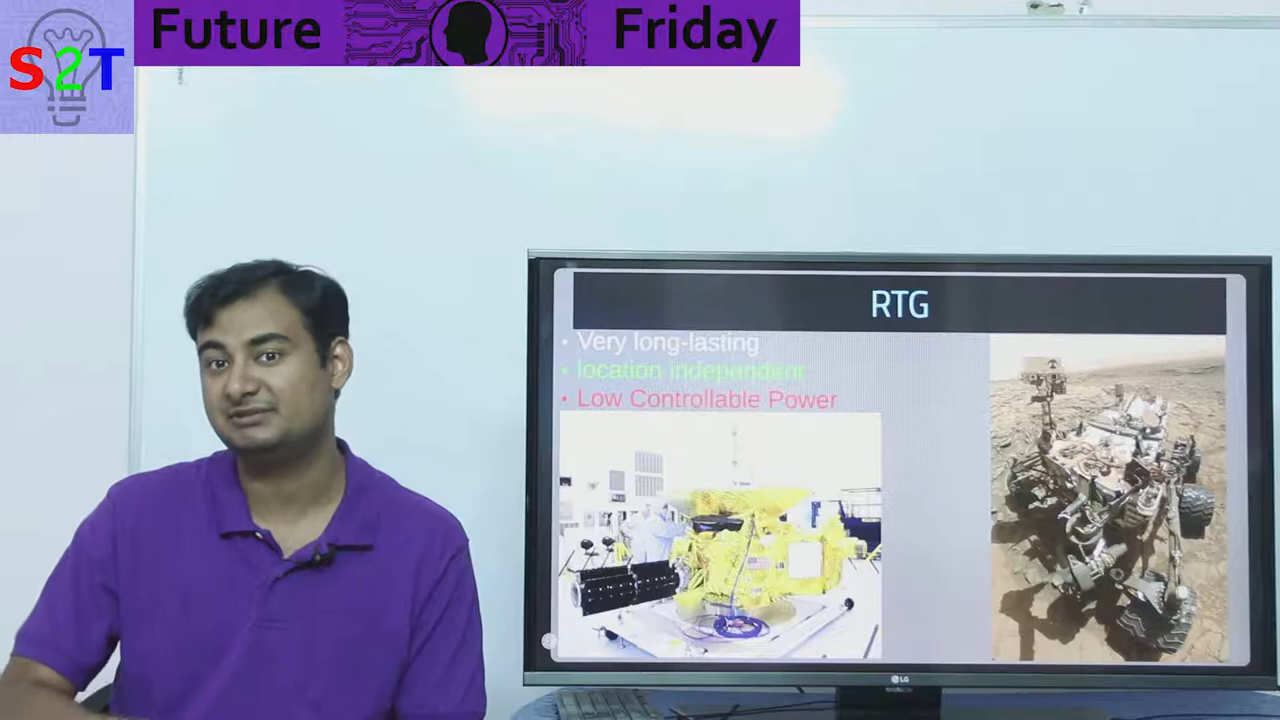 Future Friday
S2T
RTG
• Very long-lasting
• location independent
• Low Controllable Power
LG